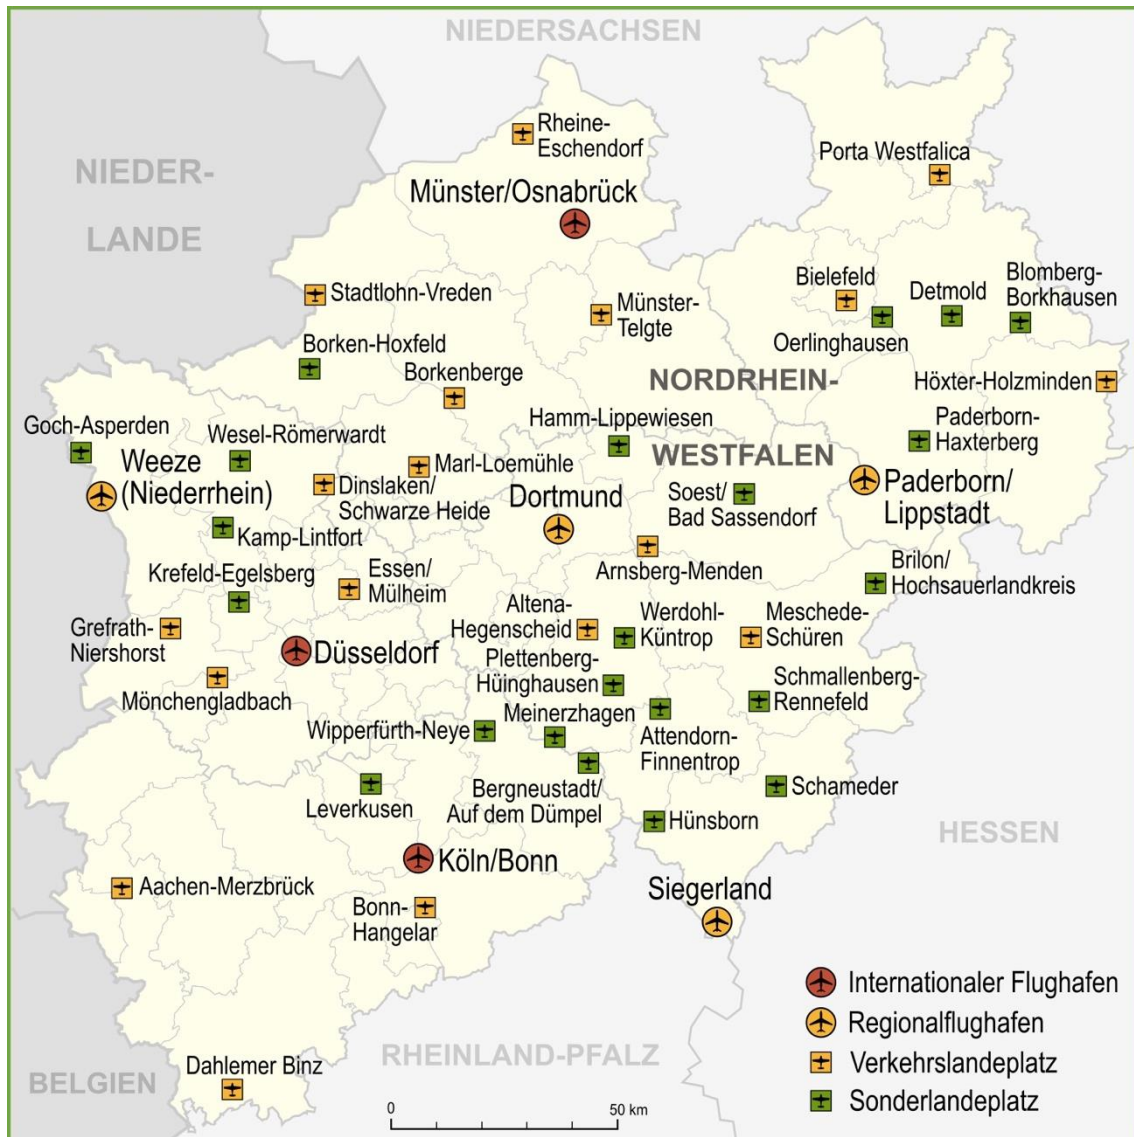 NIEDERSACHSEN
NIEDER-
LANDE
Rheine-
Eschendorf
Porta Westfalica
Münster/Osnabrück
Stadtlohn-Vreden
Münster-
Telgte
Bielefeld
Oerlinghausen
Detmold
Blomberg-
Borkhausen
Borken-Hoxfeld
Borkenberge
NORDRHEIN-
WESTFALEN
Höxter-Holzminden
Goch-Asperden
Wesel-Römerwardt
Hamm-Lippewiesen
Paderborn-
Haxterberg
Weeze
(Niederrhein)
Dinslaken/
Schwarze Heide
Marl-Loemühle
Dortmund
Soest/
Bad Sassendorf
Paderborn/
Lippstadt
Kamp-Lintfort
Krefeld-Egelsberg
Essen/
Mülheim
Arnsberg-Menden
Brilon/
Hochsauerlandkreis
Grefrath-
Niershorst
Düsseldorf
Altena-
Hegenscheid
Werdohl-
Küntrop
Meschede-
Schüren
Mönchengladbach
Plettenberg-
Hüinghausen
Schmallenberg-
Rennefeld
Wipperfürth-Neye
Meinerzhagen
Attendorn-
Finnentrop
Leverkusen
Bergneustadt/
Auf dem Dümpel
Schameder
Hünsborn
HESSEN
Köln/Bonn
Aachen-Merzbrück
Bonn-
Hangelar
Siegerland
Internationaler Flughafen
Regionalflughafen
Verkehrslandeplatz
Sonderlandeplatz
RHEINLAND-PFALZ
BELGIEN
Dahlemer Binz
0 50 km